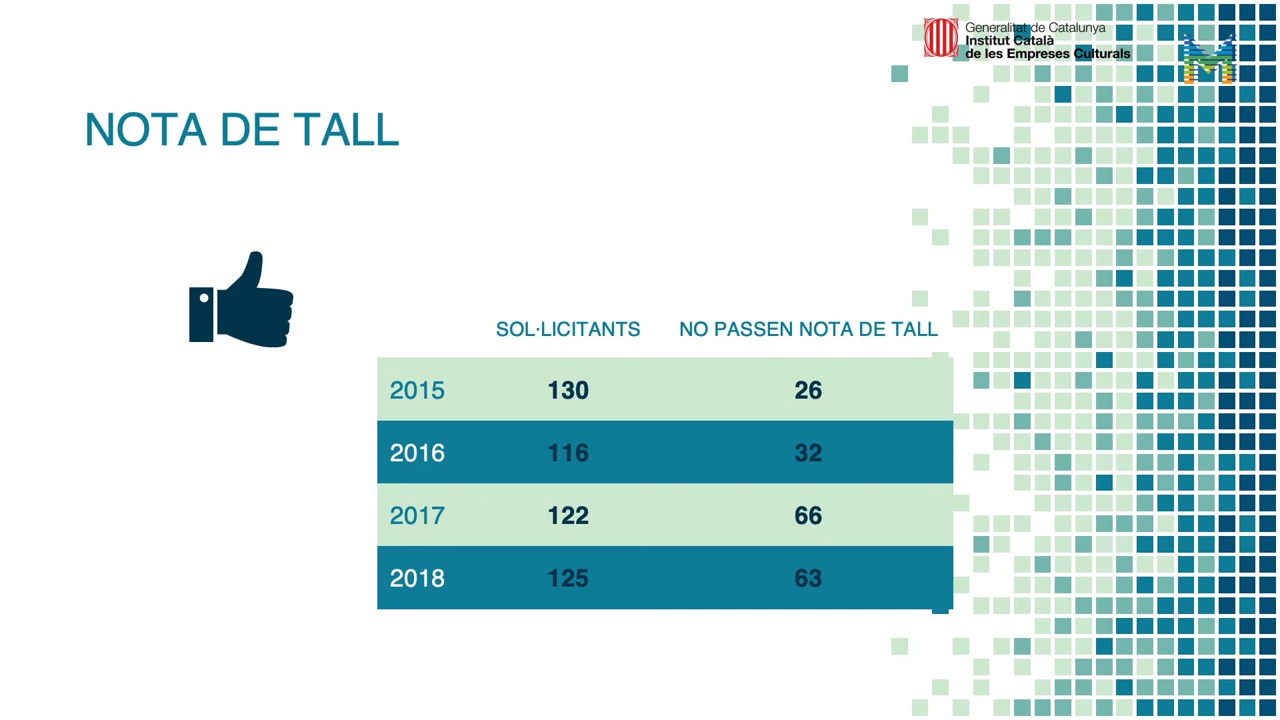 Generalitat de Catalunya
Institut Català
de les Empreses Culturals
NOTA DE TALL
SOL·LICITANTS NO PASSEN NOTA DE TALL
2015 130 26
2016 116 32
2017 122 66
2018 125 63